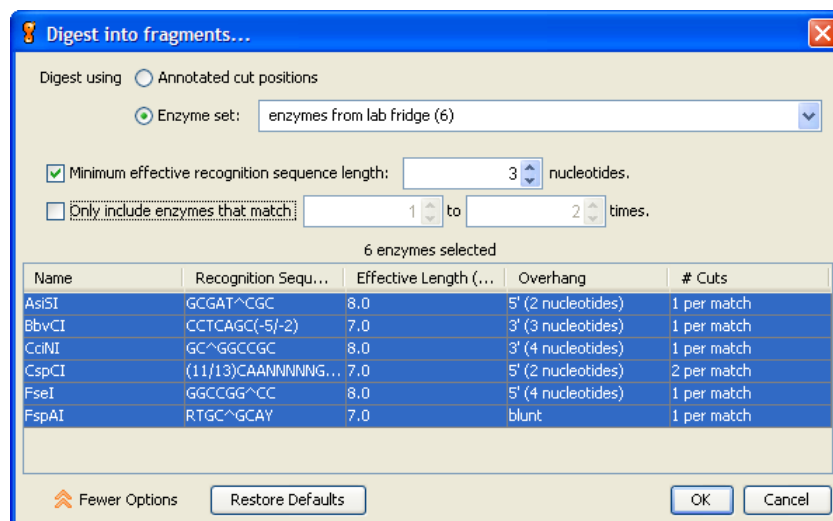 Digest into fragments...
Digest using Annotated cut positions
Enzyme set: enzymes from lab fridge (6)
Minimum effective recognition sequence length: 3 nucleotides.
Only include enzymes that match 1 to 2 times.
6 enzymes selected
Name Recognition Sequ... Effective Length (... Overhang # Cuts
AsiSI GCGAT^CGC 8.0 5' (2 nucleotides) 1 per match
BbvCI CCTCAGC(-5/-2) 7.0 3' (3 nucleotides) 1 per match
CciNI GC^GGCCGC 8.0 3' (4 nucleotides) 1 per match
CspCI (11/13)CAANNNNNG... 7.0 5' (2 nucleotides) 2 per match
FseI GGCCGG^CC 8.0 5' (4 nucleotides) 1 per match
FspAI RTGC^GCAY 7.0 blunt 1 per match
Fewer Options Restore Defaults OK Cancel